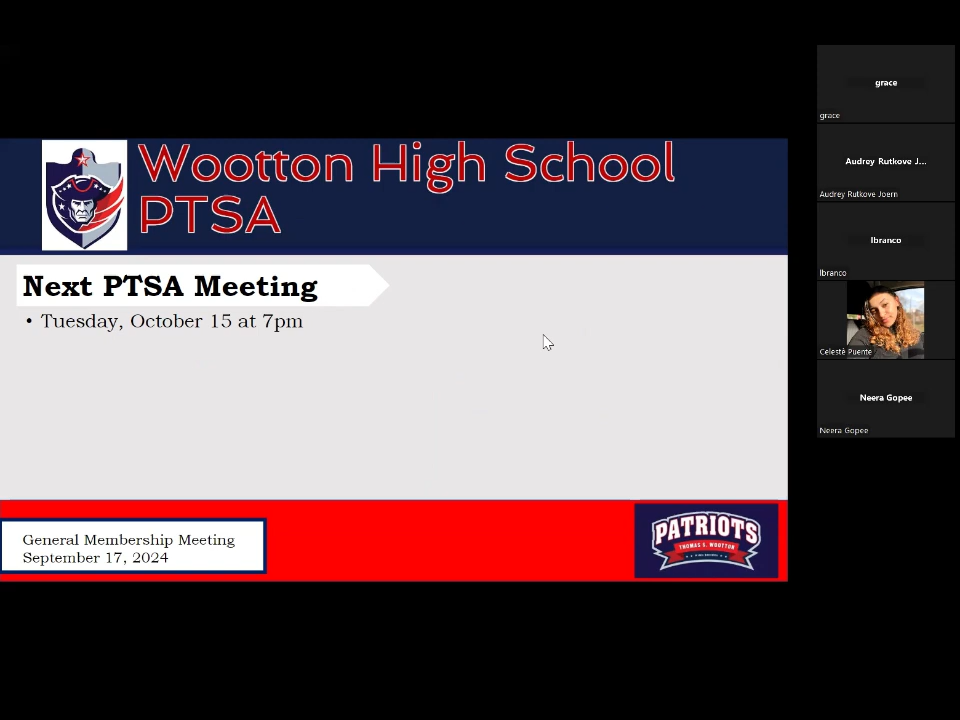 Wootton High School
PTSA
Next PTSA Meeting
• Tuesday, October 15 at 7pm
General Membership Meeting
September 17, 2024
PATRIOTS
THOMAS S. WOOTTON
grace
grace
Audrey Rutkove J...
Audrey Rutkove Joern
lbranco
lbranco
Celesté Puente
Neera Gopee
Neera Gopee